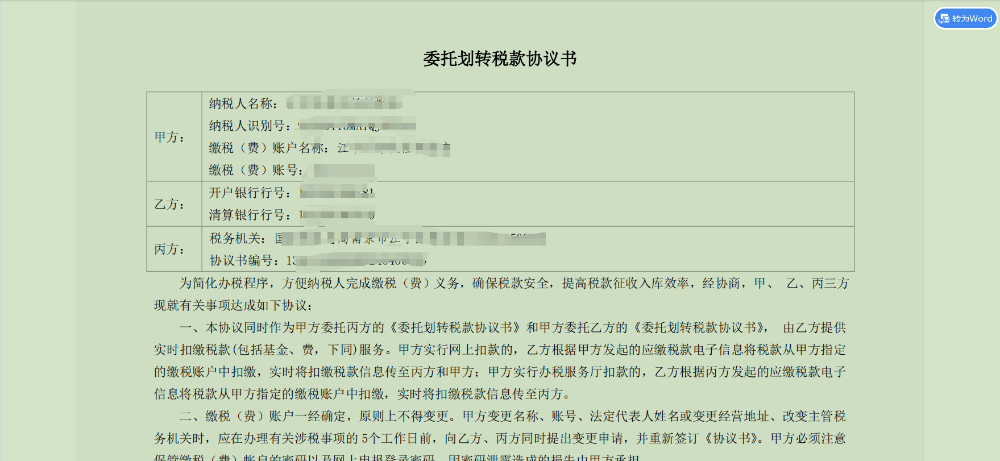 转为Word
委托划转税款协议书
甲方：
纳税人名称：
纳税人识别号：
缴税（费）账户名称：江
缴税（费）账号：
乙方：
开户银行行号：
清算银行行号：1
丙方：
税务机关：国
协议书编号：13
为简化办税程序，方便纳税人完成缴税（费）义务，确保税款安全，提高税款征收入库效率，经协商，甲、 乙、丙三方
现就有关事项达成如下协议：
一、本协议同时作为甲方委托丙方的《委托划转税款协议书》和甲方委托乙方的《委托划转税款协议书》， 由乙方提供
实时扣缴税款(包括基金、费，下同)服务。甲方实行网上扣款的，乙方根据甲方发起的应缴税款电子信息将税款从甲方指定
的缴税账户中扣缴，实时将扣缴税款信息传至丙方和甲方；甲方实行办税服务厅扣款的，乙方根据丙方发起的应缴税款电子
信息将税款从甲方指定的缴税账户中扣缴，实时将扣缴税款信息传至丙方。
二、缴税（费）账户一经确定，原则上不得变更。甲方变更名称、账号、法定代表人姓名或变更经营地址、改变主管税
务机关时，应在办理有关涉税事项的 5个工作日前，向乙方、丙方同时提出变更申请，并重新签订《协议书》。甲方必须注意
保管缴税（费）帐户的密码以及网上申报登录密码，因密码泄露造成的损失由甲方承担